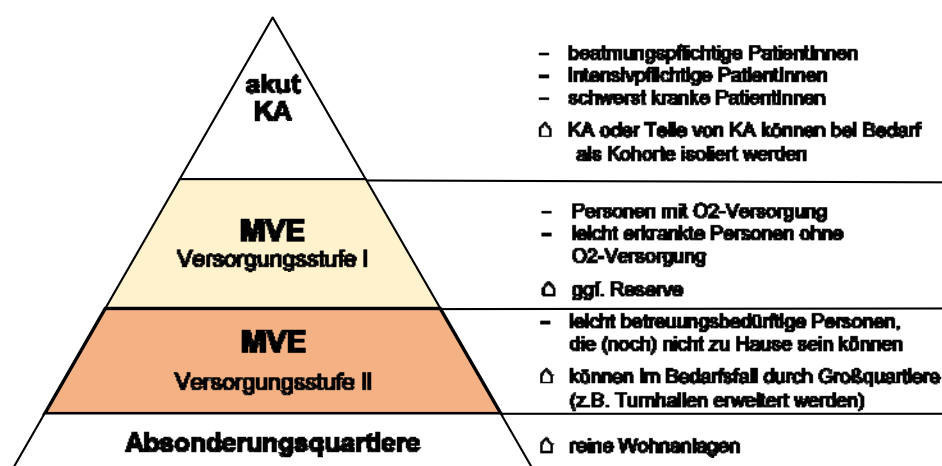 akut
KA
– beatmungspflichtige PatientInnen
– intensivpflichtige PatientInnen
– schwerst kranke PatientInnen
⌂ KA oder Teile von KA können bei Bedarf
als Kohorte isoliert werden
MVE
Versorgungsstufe I
– Personen mit O2-Versorgung
– leicht erkrankte Personen ohne
O2-Versorgung
⌂ ggf. Reserve
MVE
Versorgungsstufe II
– leicht betreuungsbedürftige Personen,
die (noch) nicht zu Hause sein können
⌂ können im Bedarfsfall durch Großquartiere
(z.B. Turnhallen erweitert werden)
Absonderungsquartiere
⌂ reine Wohnanlagen